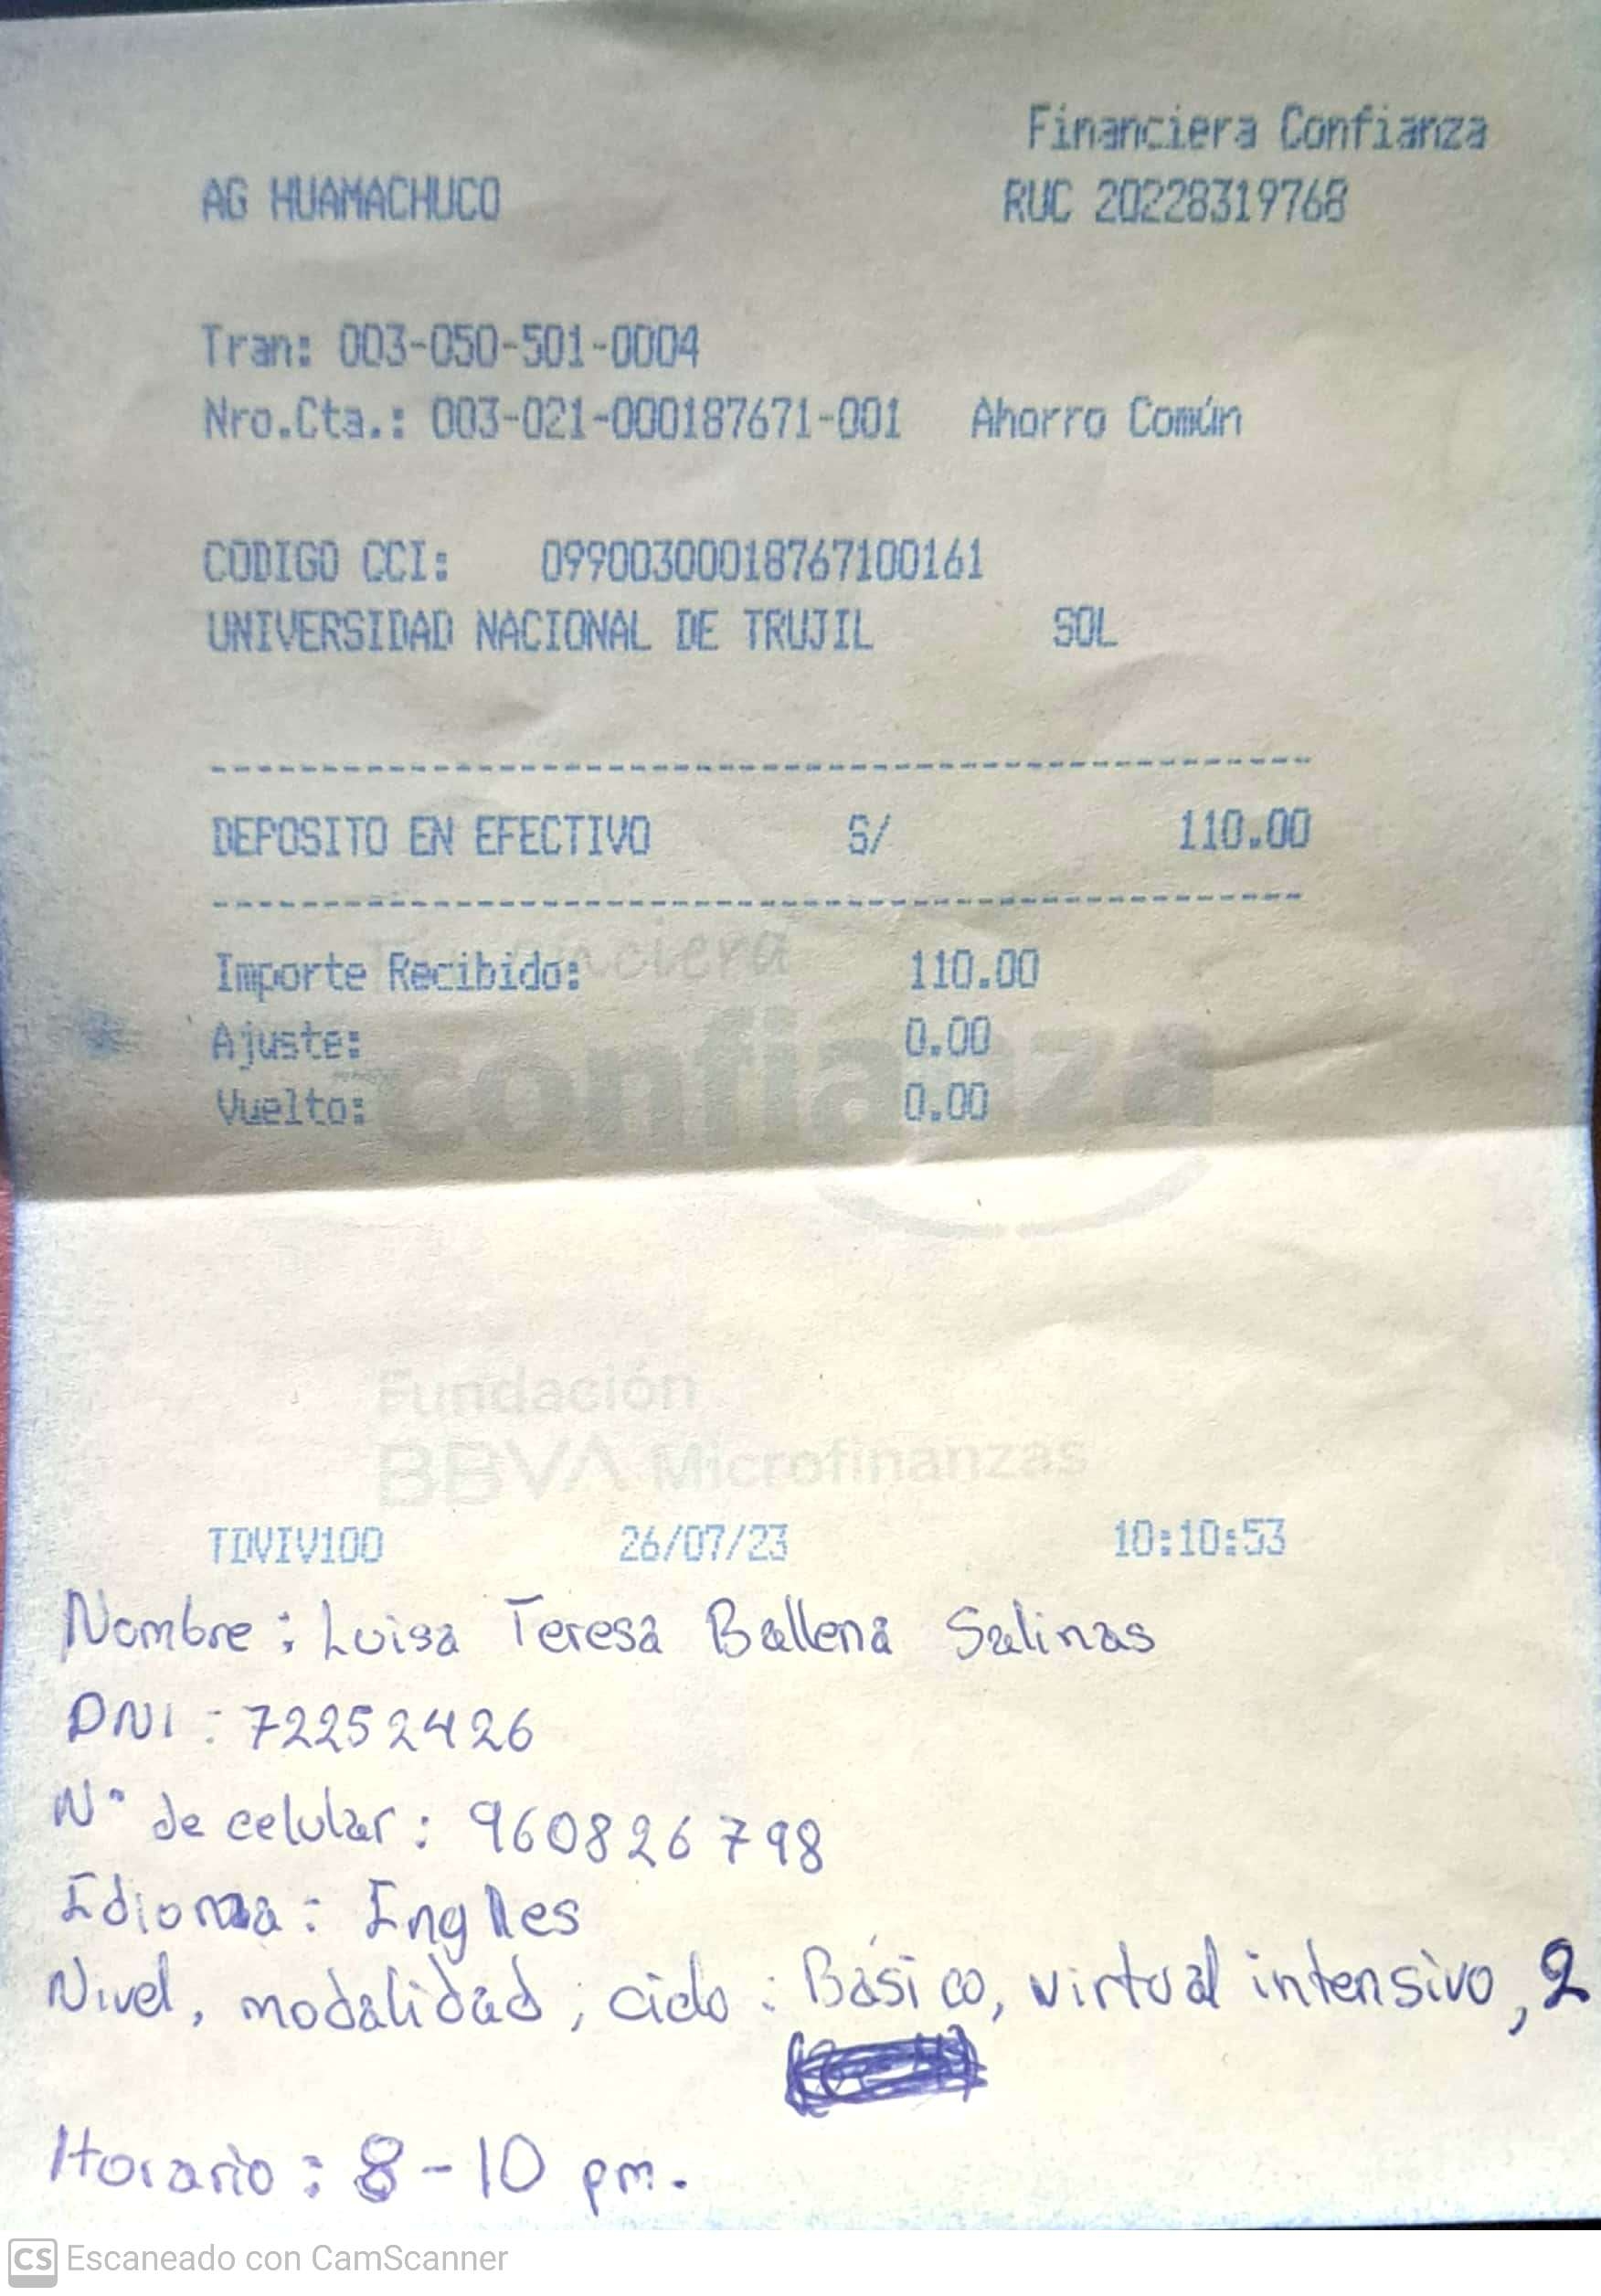 Financiera Confianza
AG HUAMACHUCO RUC 20228319768
Tran: 003-050-501-0004
Nro.Cta.: 003-021-000187671-001 Ahorro Común
CODIGO CCI: 09900300018767100161
UNIVERSIDAD NACIONAL DE TRUJIL SOL
DEPOSITO EN EFECTIVO S/ 110.00
Financiera
Importe Recibido: 110.00
Ajuste: 0.00
confianza
Vuelto: 0.00
Fundación
BBVA Microfinanzas
TDVIV100 26/07/23 10:10:53
Nombre : Luisa Teresa Ballena Salinas
DNI : 72252426
N° de celular : 960826798
Idioma : Inglles
Nivel, modalidad, ciclo : Básico, virtual intensivo, 2
Horario : 8-10 pm.
CS Escaneado con CamScanner